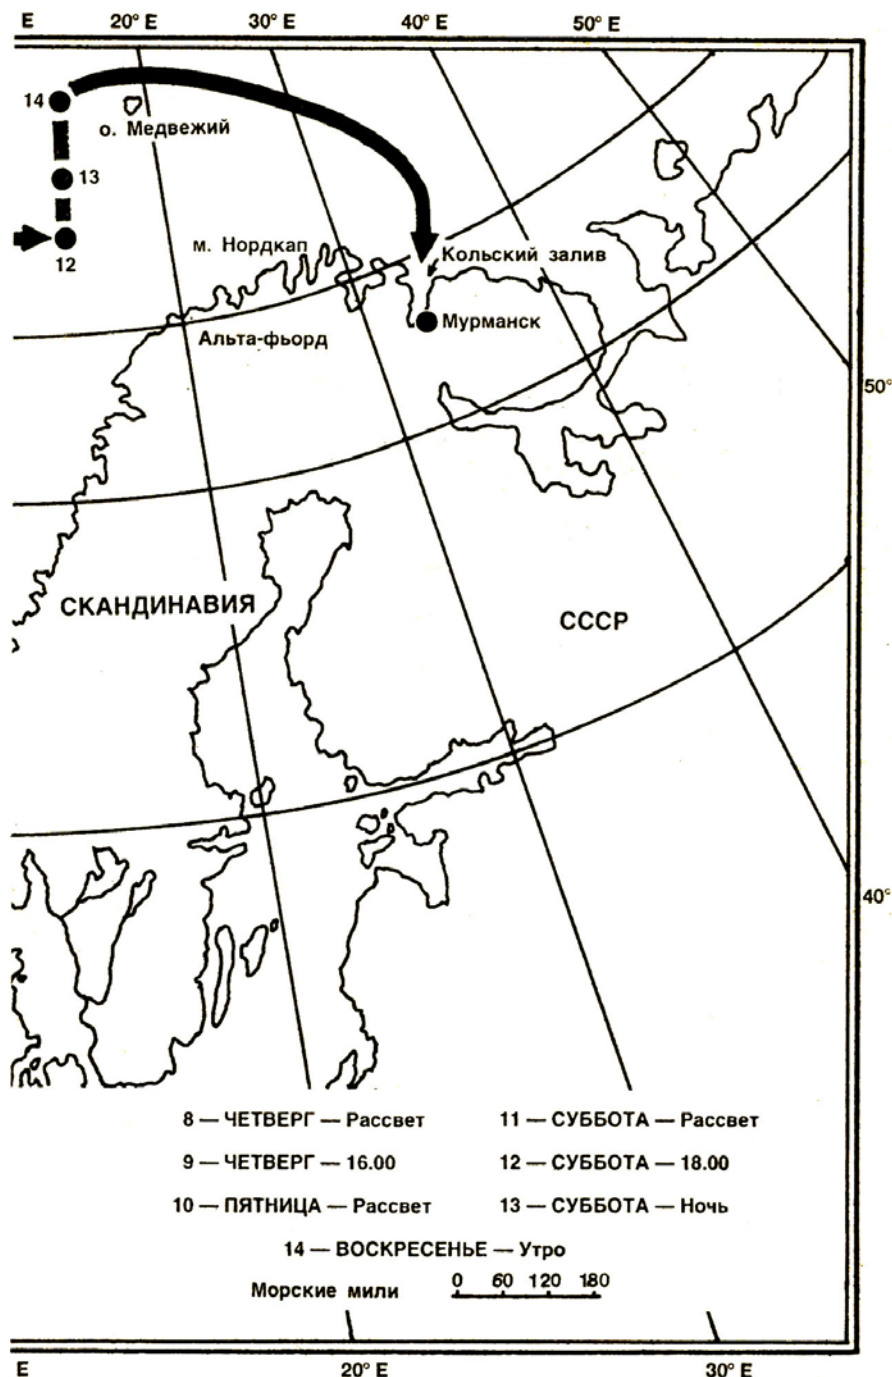 E 20° E 30° E 40° E 50° E
14
о. Медвежий
13
м. Нордкап
Кольский залив
12
Мурманск
Альта-фьорд
50°
СКАНДИНАВИЯ
СССР
40°
8 — ЧЕТВЕРГ — Рассвет 11 — СУББОТА — Рассвет
9 — ЧЕТВЕРГ — 16.00 12 — СУББОТА — 18.00
10 — ПЯТНИЦА — Рассвет 13 — СУББОТА — Ночь
14 — ВОСКРЕСЕНЬЕ — Утро
Морские мили 0 60 120 180
E 20° E 30° E